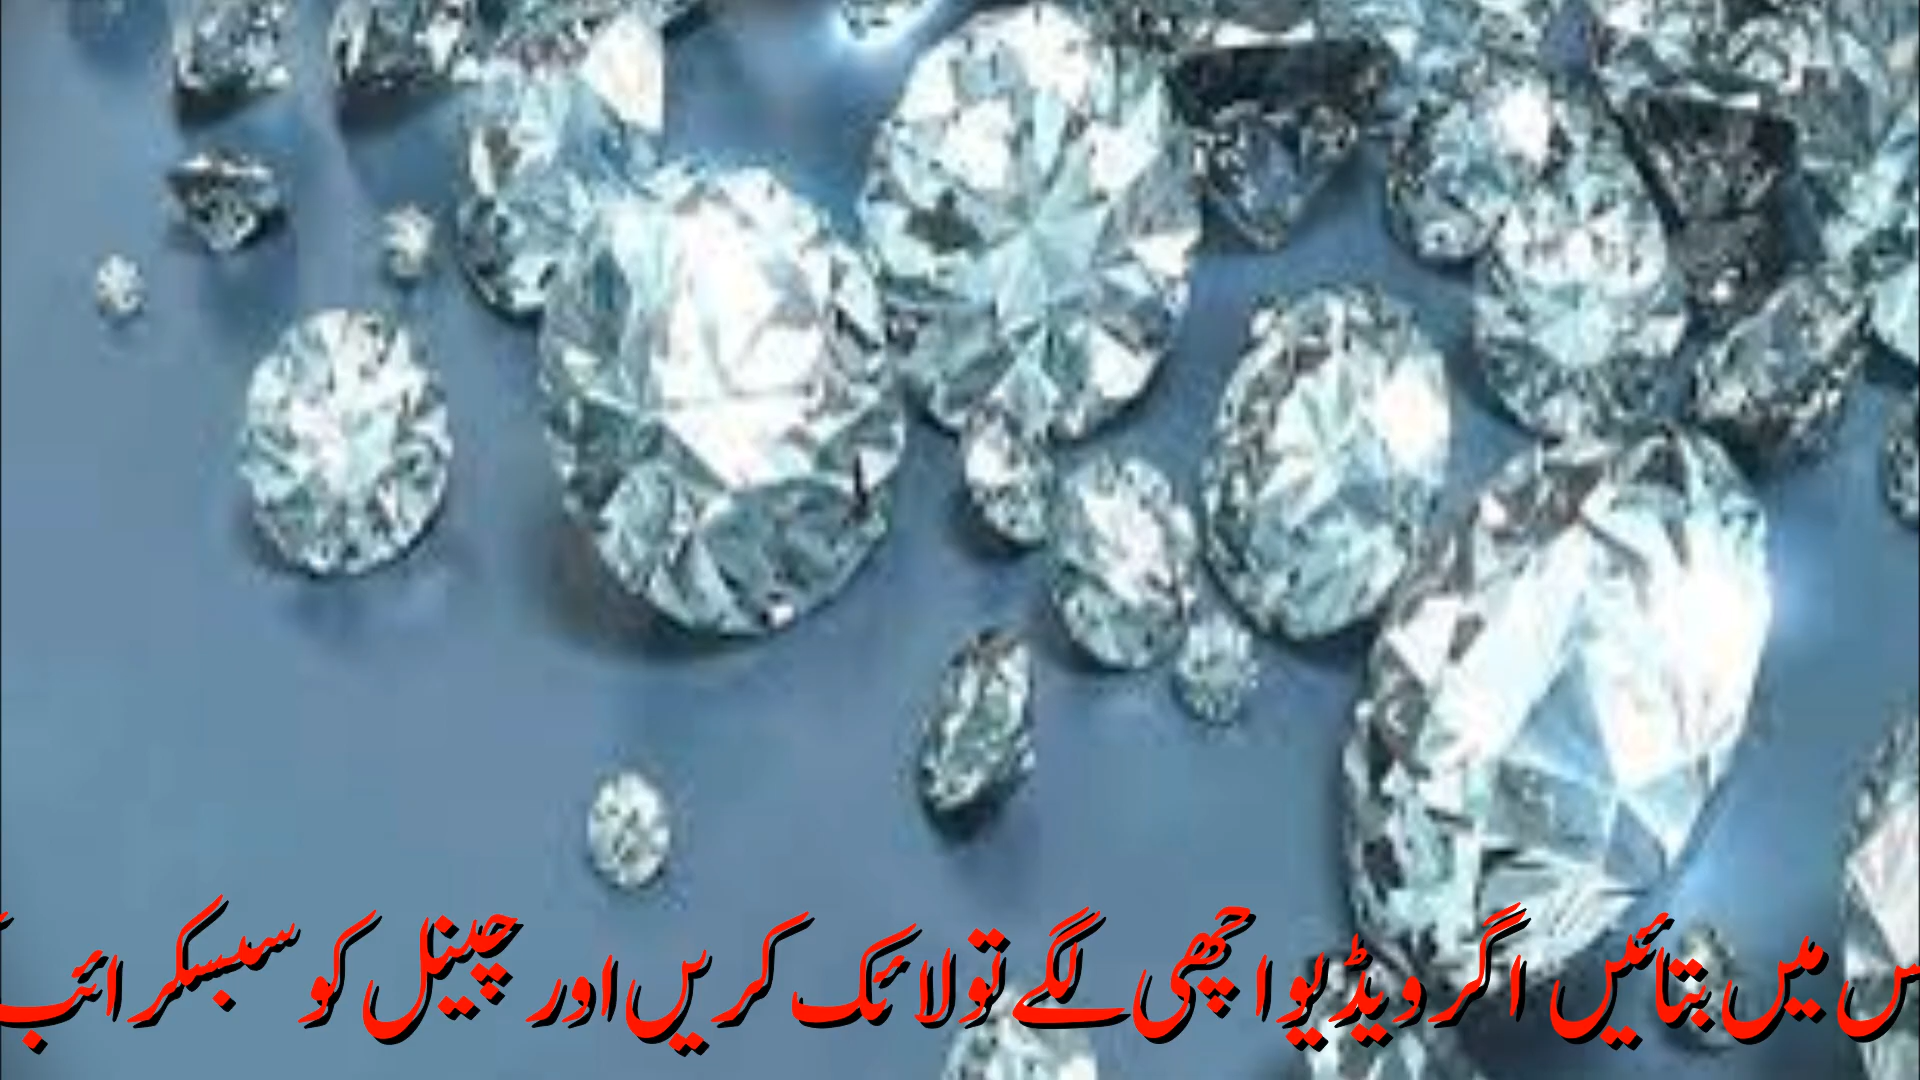 میں بتائیں اگر ویڈیو اچھی لگے تو لائک کریں اور چینل کو سبسکرائب